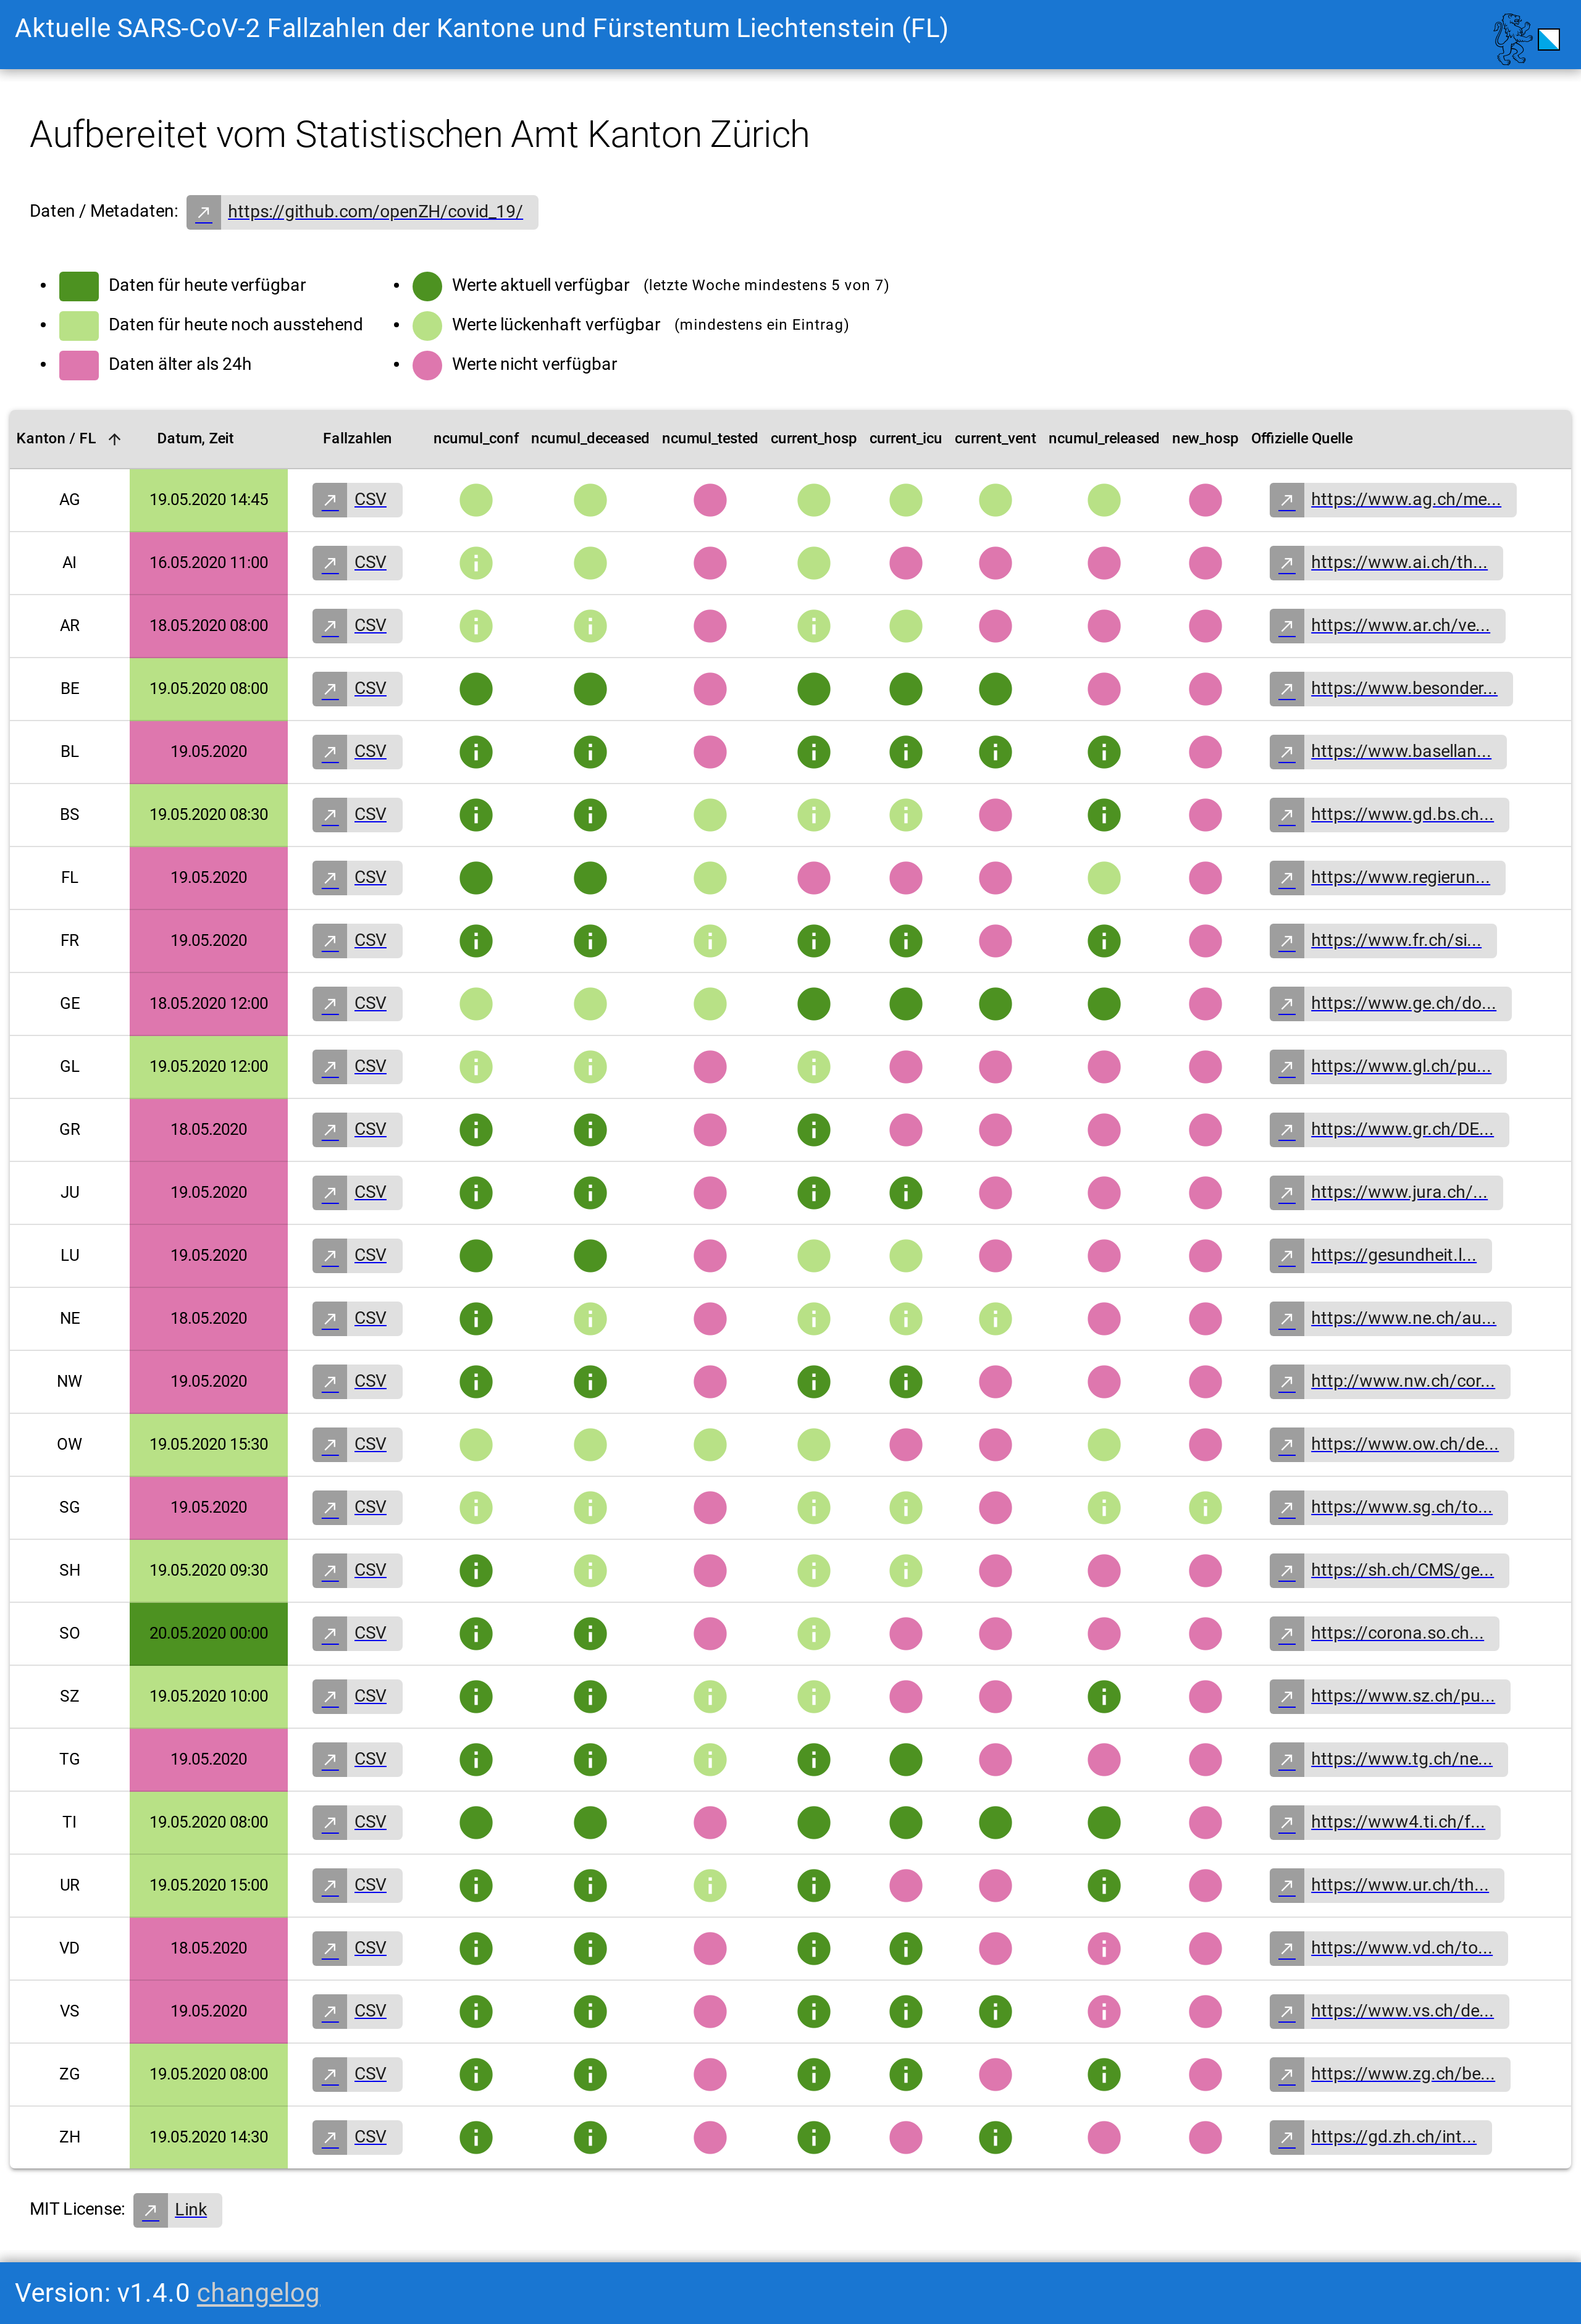 Aktuelle SARS-CoV-2 Fallzahlen der Kantone und Fürstentum Liechtenstein (FL)
Aufbereitet vom Statistischen Amt Kanton Zürich
Daten / Metadaten: https://github.com/openZH/covid_19/
Daten für heute verfügbar Werte aktuell verfügbar (letzte Woche mindestens 5 von 7)
Daten für heute noch ausstehend Werte lückenhaft verfügbar (mindestens ein Eintrag)
Daten älter als 24h Werte nicht verfügbar
Kanton / FL Datum, Zeit Fallzahlen ncumul_conf ncumul_deceased ncumul_tested current_hosp current_icu current_vent ncumul_released new_hosp Offizielle Quelle
AG 19.05.2020 14:45 CSV https://www.ag.ch/me...
AI 16.05.2020 11:00 CSV https://www.ai.ch/th...
AR 18.05.2020 08:00 CSV https://www.ar.ch/ve...
BE 19.05.2020 08:00 CSV https://www.besonder...
BL 19.05.2020 CSV https://www.basellan...
BS 19.05.2020 08:30 CSV https://www.gd.bs.ch...
FL 19.05.2020 CSV https://www.regierun...
FR 19.05.2020 CSV https://www.fr.ch/si...
GE 18.05.2020 12:00 CSV https://www.ge.ch/do...
GL 19.05.2020 12:00 CSV https://www.gl.ch/pu...
GR 18.05.2020 CSV https://www.gr.ch/DE...
JU 19.05.2020 CSV https://www.jura.ch/...
LU 19.05.2020 CSV https://gesundheit.l...
NE 18.05.2020 CSV https://www.ne.ch/au...
NW 19.05.2020 CSV http://www.nw.ch/cor...
OW 19.05.2020 15:30 CSV https://www.ow.ch/de...
SG 19.05.2020 CSV https://www.sg.ch/to...
SH 19.05.2020 09:30 CSV https://sh.ch/CMS/ge...
SO 20.05.2020 00:00 CSV https://corona.so.ch...
SZ 19.05.2020 10:00 CSV https://www.sz.ch/pu...
TG 19.05.2020 CSV https://www.tg.ch/ne...
TI 19.05.2020 08:00 CSV https://www4.ti.ch/f...
UR 19.05.2020 15:00 CSV https://www.ur.ch/th...
VD 18.05.2020 CSV https://www.vd.ch/to...
VS 19.05.2020 CSV https://www.vs.ch/de...
ZG 19.05.2020 08:00 CSV https://www.zg.ch/be...
ZH 19.05.2020 14:30 CSV https://gd.zh.ch/int...
MIT License: Link
Version: v1.4.0 changelog